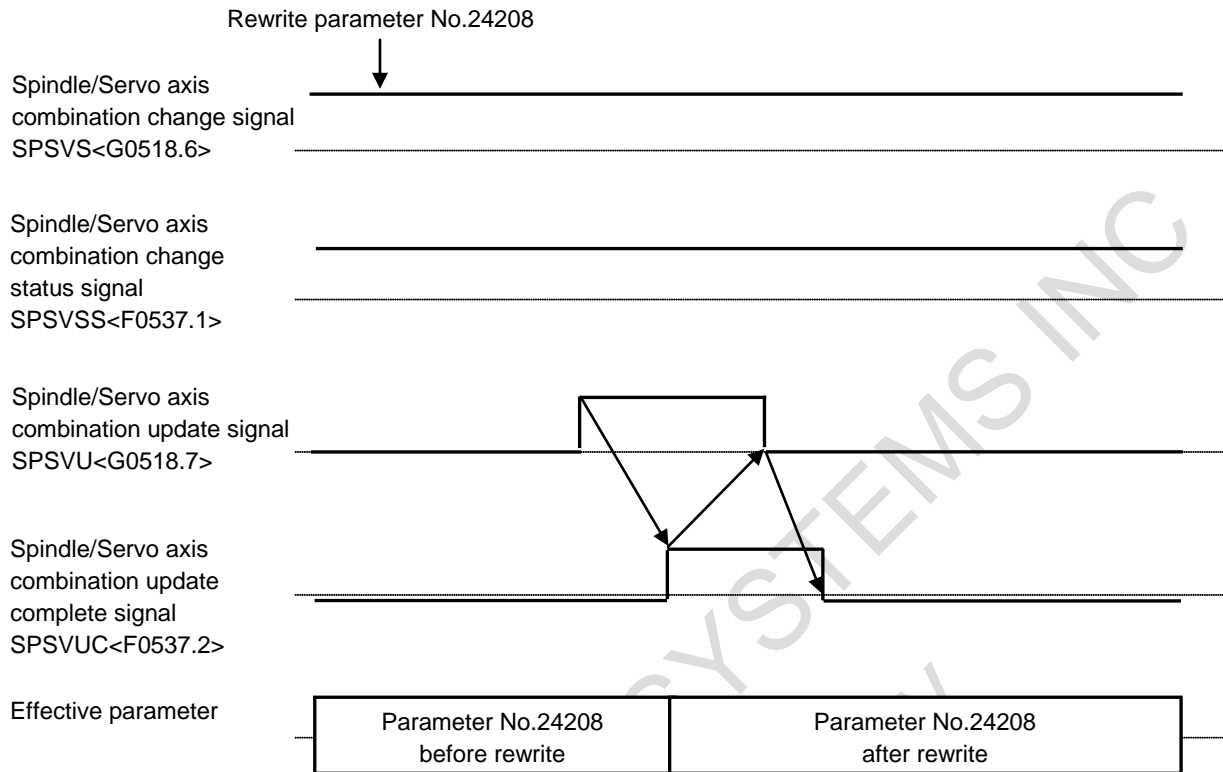 Rewrite parameter No.24208
Spindle/Servo axis
combination change signal
SPSVS<G0518.6>
Spindle/Servo axis
combination change
status signal
SPSVSS<F0537.1>
Spindle/Servo axis
combination update signal
SPSVU<G0518.7>
Spindle/Servo axis
combination update
complete signal
SPSVUC<F0537.2>
Effective parameter
Parameter No.24208
before rewrite
Parameter No.24208
after rewrite
SYSTEMS INC